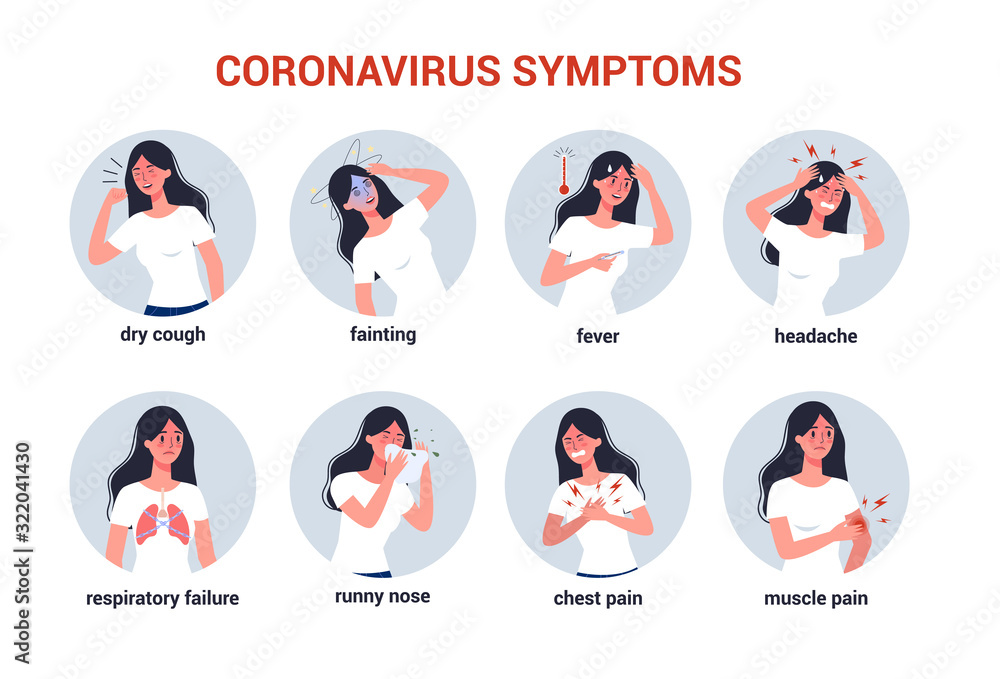 CORONAVIRUS SYMPTOMS
dry cough
fainting
fever
headache
respiratory failure
runny nose
chest pain
muscle pain
Adobe Stock | #322041430